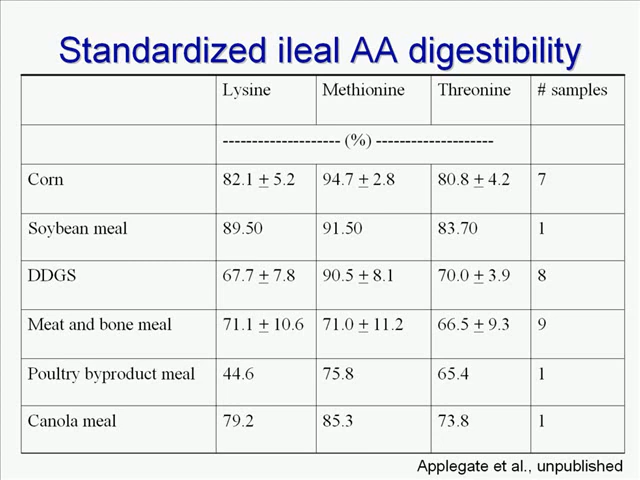 Standardized ileal AA digestibility
Lysine Methionine Threonine # samples
-------------------- (%) --------------------
Corn 82.1 ± 5.2 94.7 ± 2.8 80.8 ± 4.2 7
Soybean meal 89.50 91.50 83.70 1
DDGS 67.7 ± 7.8 90.5 ± 8.1 70.0 ± 3.9 8
Meat and bone meal 71.1 ± 10.6 71.0 ± 11.2 66.5 ± 9.3 9
Poultry byproduct meal 44.6 75.8 65.4 1
Canola meal 79.2 85.3 73.8 1
Applegate et al., unpublished